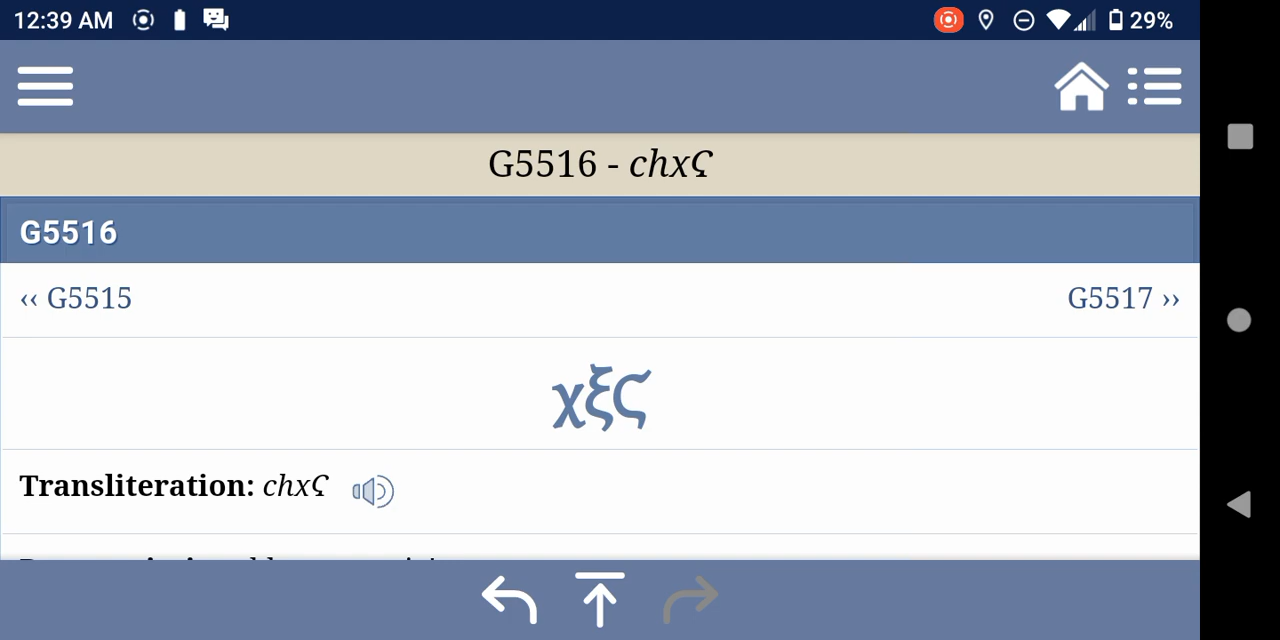 12:39 AM 29%
G5516 - chxϚ
G5516
‹‹ G5515 G5517 ››
χξϚ
Transliteration: chxϚ